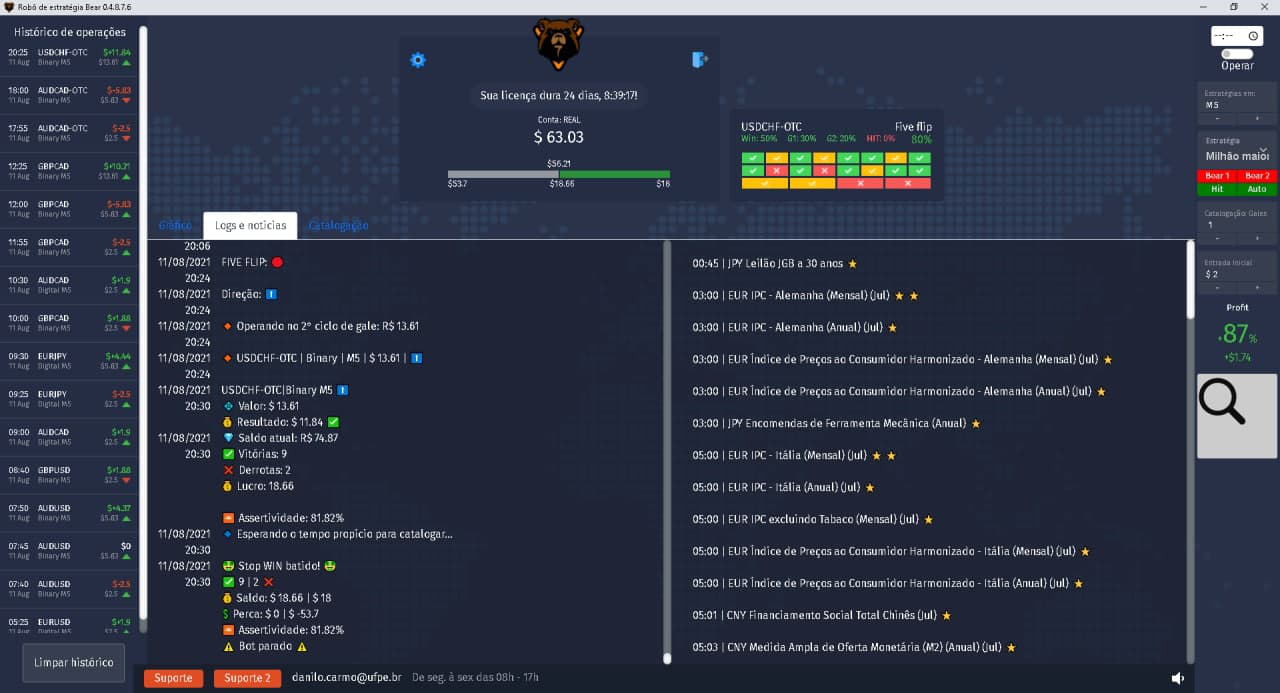 Robô de estratégia Bear 0.4.8.7.6
Histórico de operações
20:25 USDCHF-OTC $+11.84
11 Aug Binary M5 $13.61
18:00 AUDCAD-OTC $-5.83
11 Aug Binary M5 $5.83
17:55 AUDCAD-OTC $-2.5
11 Aug Binary M5 $2.5
12:25 GBPCAD $+10.21
11 Aug Binary M5 $13.61
12:00 GBPCAD $-5.83
11 Aug Binary M5 $5.83
11:55 GBPCAD $-2.5
11 Aug Binary M5 $2.5
10:30 AUDCAD $+1.9
11 Aug Digital M5 $2.5
10:00 GBPCAD $+1.88
11 Aug Binary M5 $2.5
09:30 EURJPY $+4.44
11 Aug Digital M5 $5.83
09:25 EURJPY $-2.5
11 Aug Digital M5 $2.5
09:00 AUDCAD $+1.9
11 Aug Digital M5 $2.5
08:40 GBPUSD $+1.88
11 Aug Binary M5 $2.5
07:50 AUDUSD $+4.37
11 Aug Binary M5 $5.83
07:45 AUDUSD $0
11 Aug Binary M5 $5.83
07:40 AUDUSD $-2.5
11 Aug Binary M5 $2.5
05:25 EURUSD $+1.9
11 Aug Digital M5 $2.5
Limpar histórico
Sua licença dura 24 dias, 8:39:17!
Conta: REAL
$ 63.03
$56.21
$53.7 $18.66 $18
USDCHF-OTC Five flip
Win: 50% G1: 30% G2: 20% HIT: 0% 80%
Gráfico Logs e noticias Catalogação
20:06
11/08/2021 FIVE FLIP:
20:24
11/08/2021 Direção:
20:24
11/08/2021 Operando no 2° ciclo de gale: R$ 13.61
20:24
11/08/2021 USDCHF-OTC | Binary | M5 | $ 13.61 |
20:24
11/08/2021 USDCHF-OTC|Binary M5
20:30 Valor: $ 13.61
Resultado: $ 11.84
11/08/2021 Saldo atual: R$ 74.87
20:30 Vitórias: 9
Derrotas: 2
Lucro: 18.66
Assertividade: 81.82%
11/08/2021 Esperando o tempo propicio para catalogar...
20:30
11/08/2021 Stop WIN batido!
20:30 9 | 2
Saldo: $ 18.66 | $ 18
Perca: $ 0 | $ -53.7
Assertividade: 81.82%
Bot parado
00:45 | JPY Leilão JGB a 30 anos
03:00 | EUR IPC - Alemanha (Mensal) (Jul)
03:00 | EUR IPC - Alemanha (Anual) (Jul)
03:00 | EUR Índice de Preços ao Consumidor Harmonizado - Alemanha (Mensal) (Jul)
03:00 | EUR Índice de Preços ao Consumidor Harmonizado - Alemanha (Anual) (Jul)
03:00 | JPY Encomendas de Ferramenta Mecânica (Anual)
05:00 | EUR IPC - Itália (Mensal) (Jul)
05:00 | EUR IPC - Itália (Anual) (Jul)
05:00 | EUR IPC excluindo Tabaco (Mensal) (Jul)
05:00 | EUR Índice de Preços ao Consumidor Harmonizado - Itália (Mensal) (Jul)
05:00 | EUR Índice de Preços ao Consumidor Harmonizado - Itália (Anual) (Jul)
05:01 | CNY Financiamento Social Total Chinês (Jul)
05:03 | CNY Medida Ampla de Oferta Monetária (M2) (Anual) (Jul)
Suporte Suporte 2 danilo.carmo@ufpe.br De seg. à sex das 08h - 17h
--:--
Operar
Estratégias em:
M5
- +
Estratégia
Milhão maior
Bear 1 Bear 2
Hit Auto
Catalogação: Gales
1
- +
Entrada Inicial
$ 2
- +
Profit
+87%
+$1.74